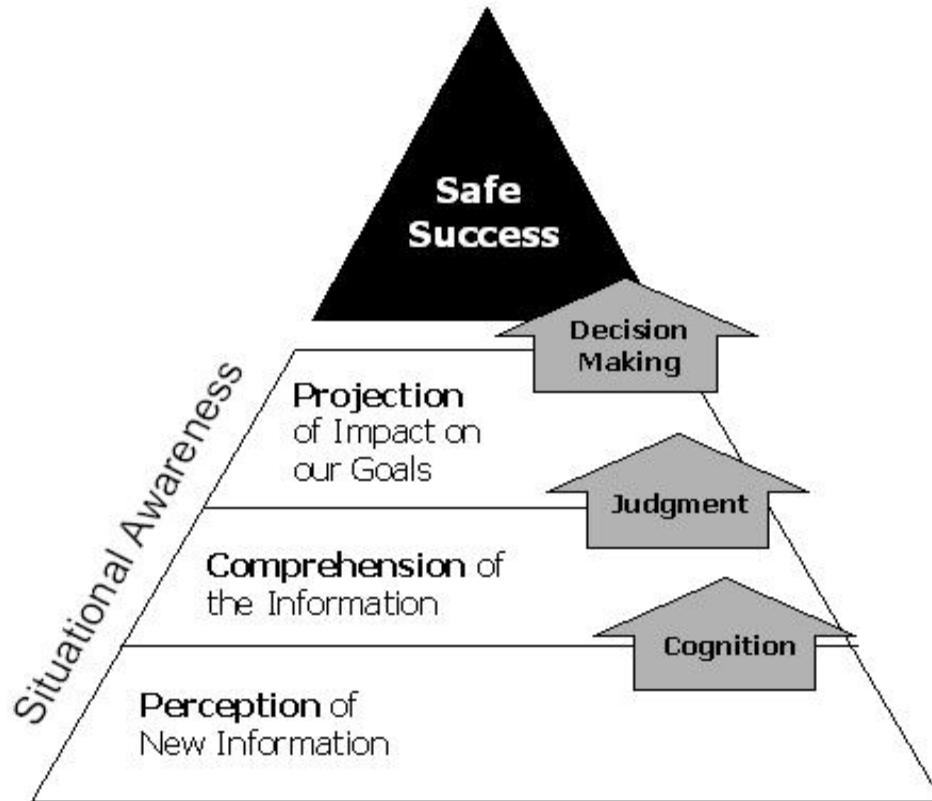 Safe
Success
Decision
Making
Projection
of Impact on
our Goals
Judgment
Comprehension of
the Information
Cognition
Perception of
New Information
Situational Awareness